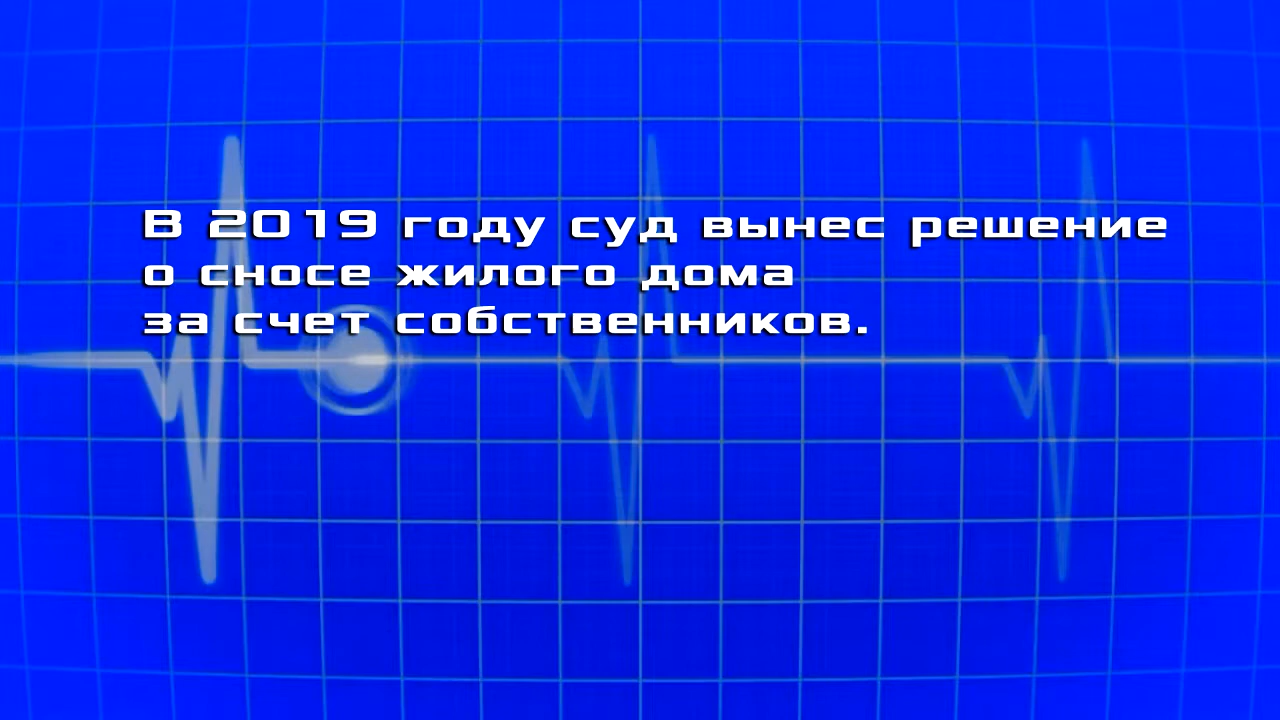 В 2019 году суд вынес решение
о сносе жилого дома
за счет собственников.